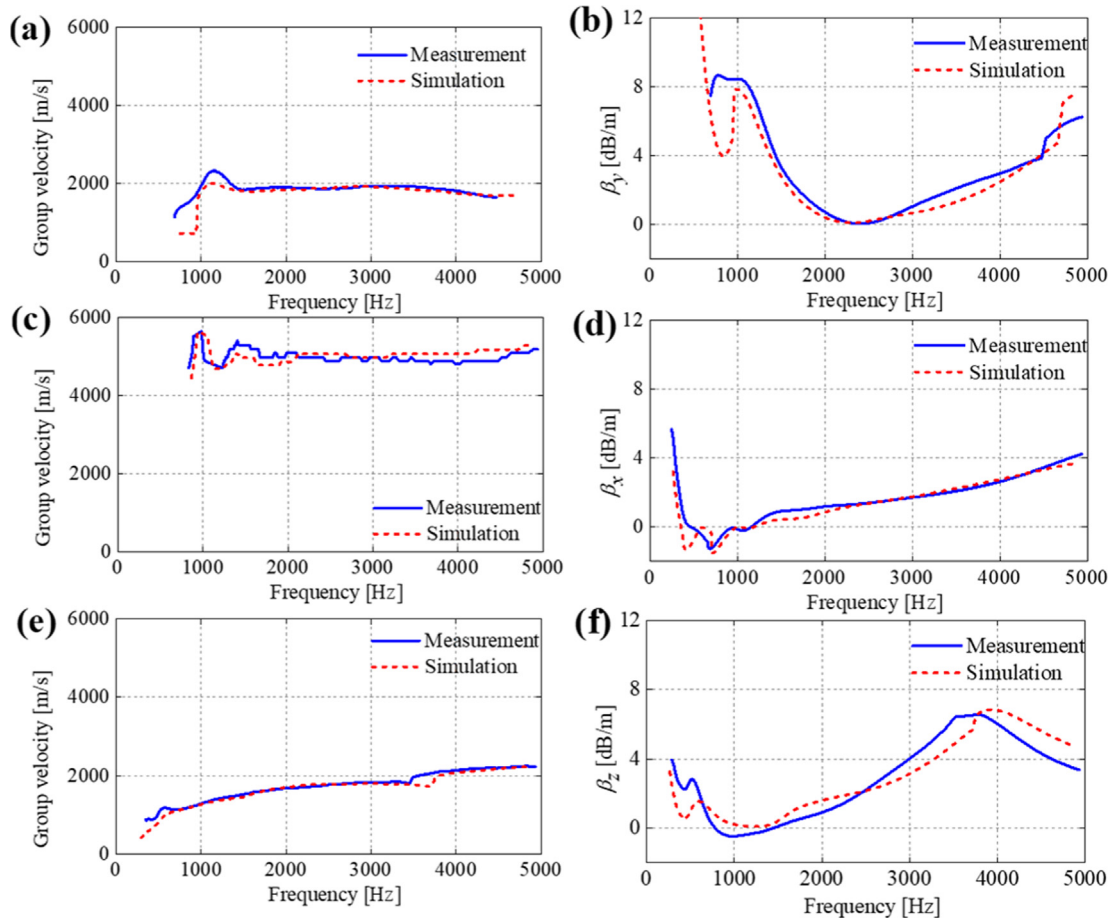 (a)
6000
4000
2000
0
Group velocity [m/s]
Measurement
Simulation
0 1000 2000 3000 4000 5000
Frequency [Hz]
(b)
12
8
4
0
βy [dB/m]
Measurement
Simulation
0 1000 2000 3000 4000 5000
Frequency [Hz]
(c)
6000
4000
2000
0
Group velocity [m/s]
Measurement
Simulation
0 1000 2000 3000 4000 5000
Frequency [Hz]
(d)
12
8
4
0
βx [dB/m]
Measurement
Simulation
0 1000 2000 3000 4000 5000
Frequency [Hz]
(e)
6000
4000
2000
0
Group velocity [m/s]
Measurement
Simulation
0 1000 2000 3000 4000 5000
Frequency [Hz]
(f)
12
8
4
0
βz [dB/m]
Measurement
Simulation
0 1000 2000 3000 4000 5000
Frequency [Hz]